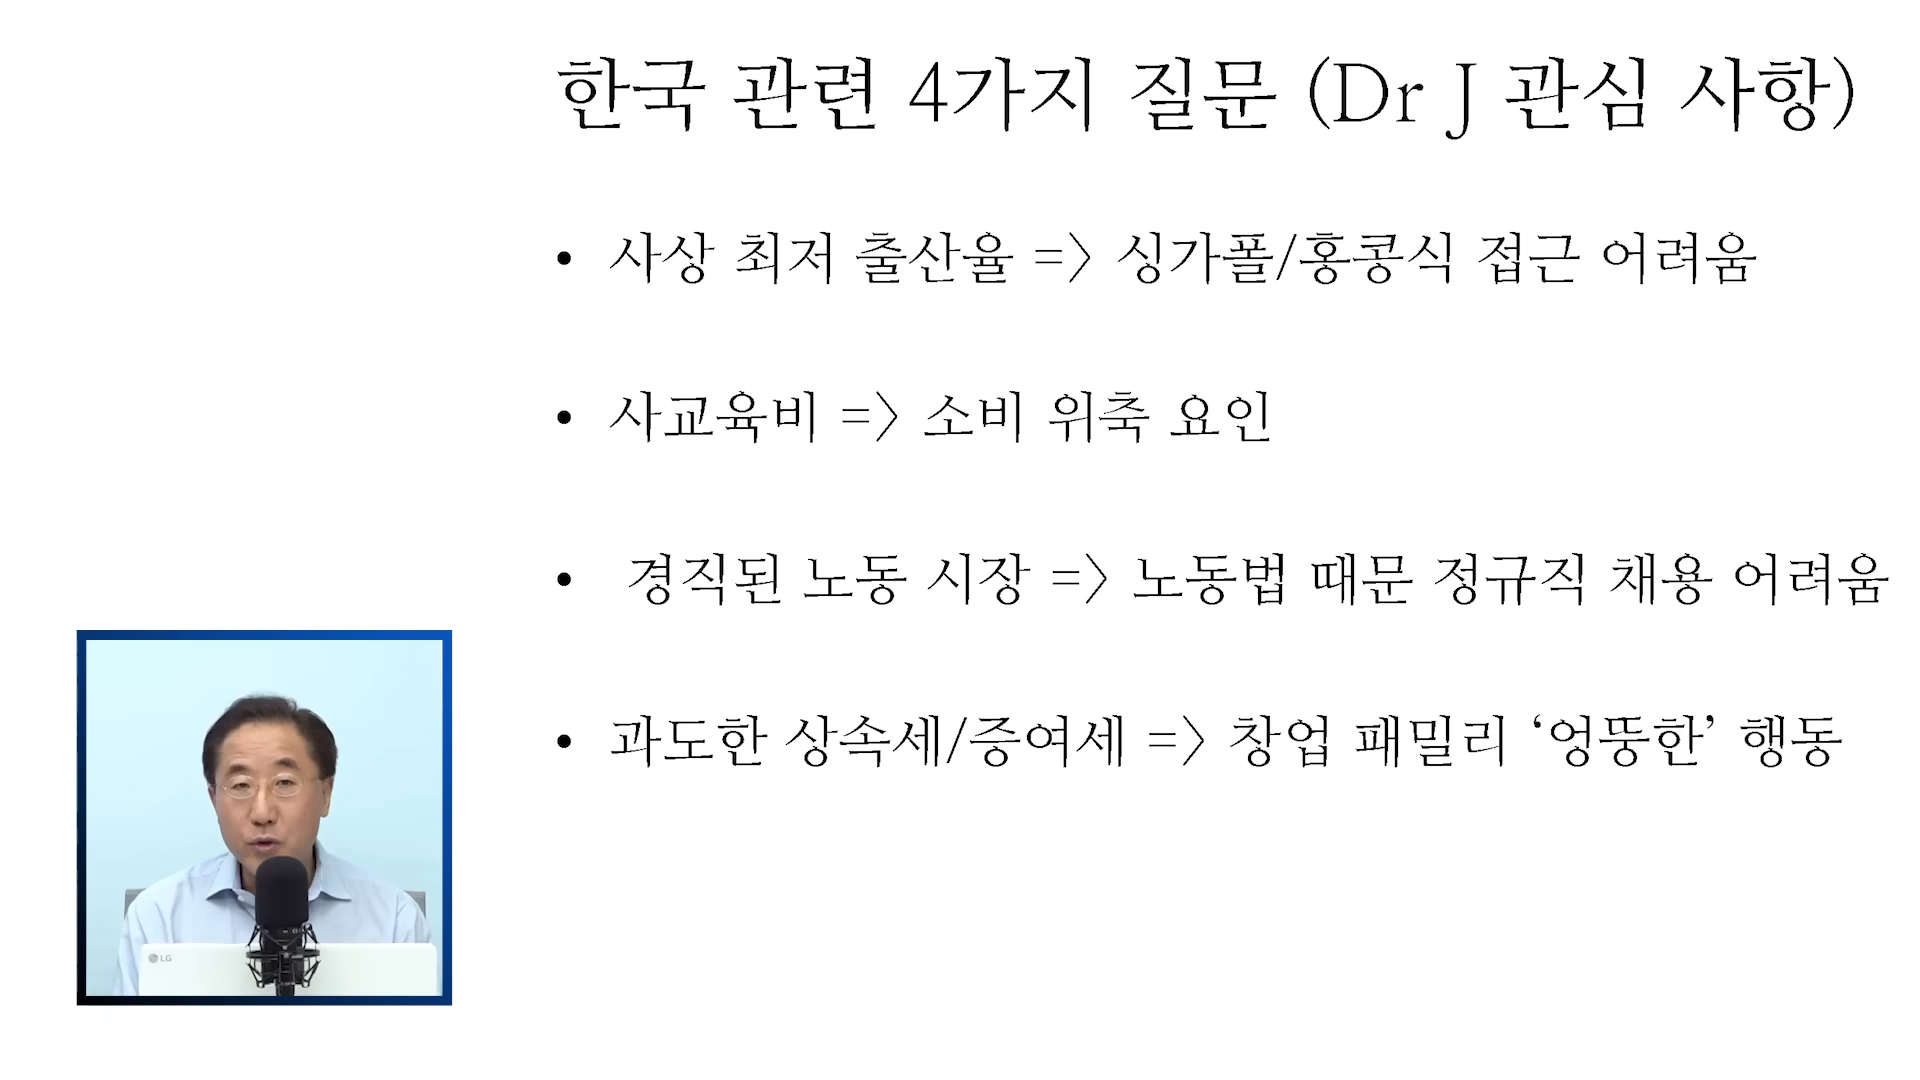 한국 관련 4가지 질문 (Dr J 관심 사항)
• 사상 최저 출산율 => 싱가폴/홍콩식 접근 어려움
• 사교육비 => 소비 위축 요인
• 경직된 노동 시장 => 노동법 때문 정규직 채용 어려움
• 과도한 상속세/증여세 => 창업 패밀리 ‘엉뚱한’ 행동
LG